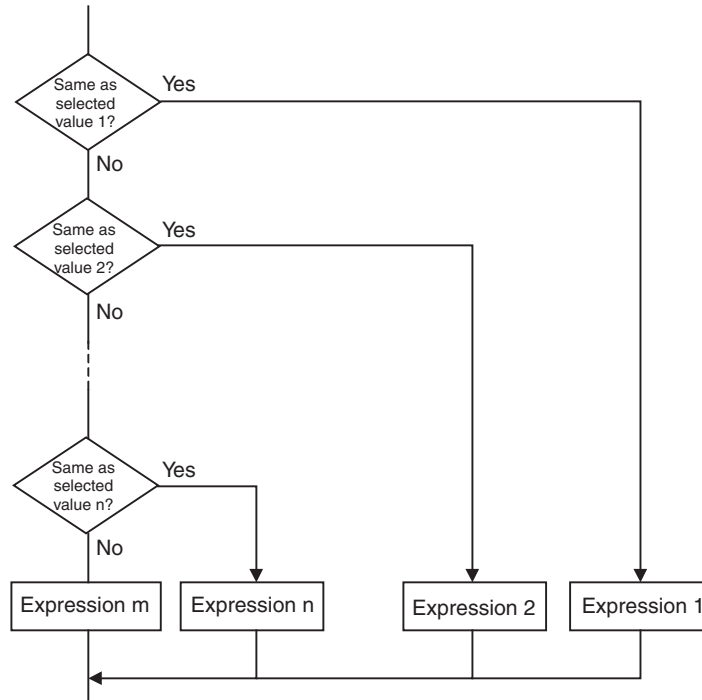 Same as
selected
value 1?
Yes
No
Same as
selected
value 2?
Yes
No
Same as
selected
value n?
Yes
No
Expression m
Expression n
Expression 2
Expression 1